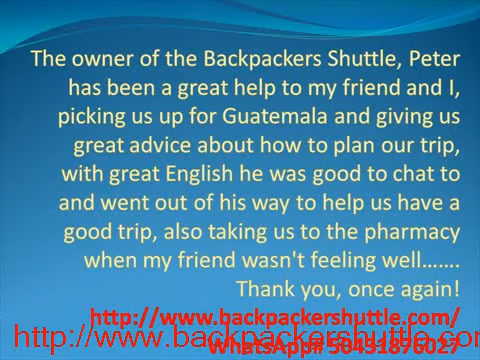 The owner of the Backpackers Shuttle, Peter
has been a great help to my friend and I,
picking us up for Guatemala and giving us
great advice about how to plan our trip,
with great English he was good to chat to
and went out of his way to help us have a
good trip, also taking us to the pharmacy
when my friend wasn't feeling well…….
Thank you, once again!
http://www.backpackershuttle.com/
http://www.backpackershuttle.com
WhatsApp# 50431876027